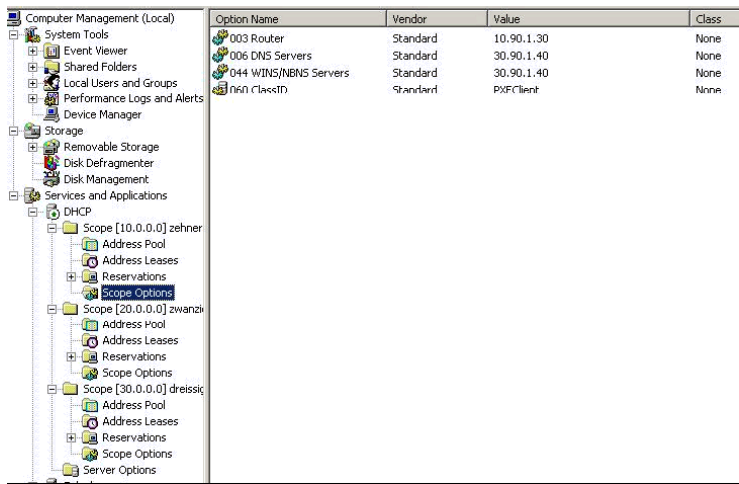 Computer Management (Local)
System Tools
Event Viewer
Shared Folders
Local Users and Groups
Performance Logs and Alerts
Device Manager
Storage
Removable Storage
Disk Defragmenter
Disk Management
Services and Applications
DHCP
Scope [10.0.0.0] zehner
Address Pool
Address Leases
Reservations
Scope Options
Scope [20.0.0.0] zwanzi
Address Pool
Address Leases
Reservations
Scope Options
Scope [30.0.0.0] dreissig
Address Pool
Address Leases
Reservations
Scope Options
Server Options
Option Name Vendor Value Class
003 Router Standard 10.90.1.30 None
006 DNS Servers Standard 30.90.1.40 None
044 WINS/NBNS Servers Standard 30.90.1.40 None
060 ClassID Standard PXEClient None